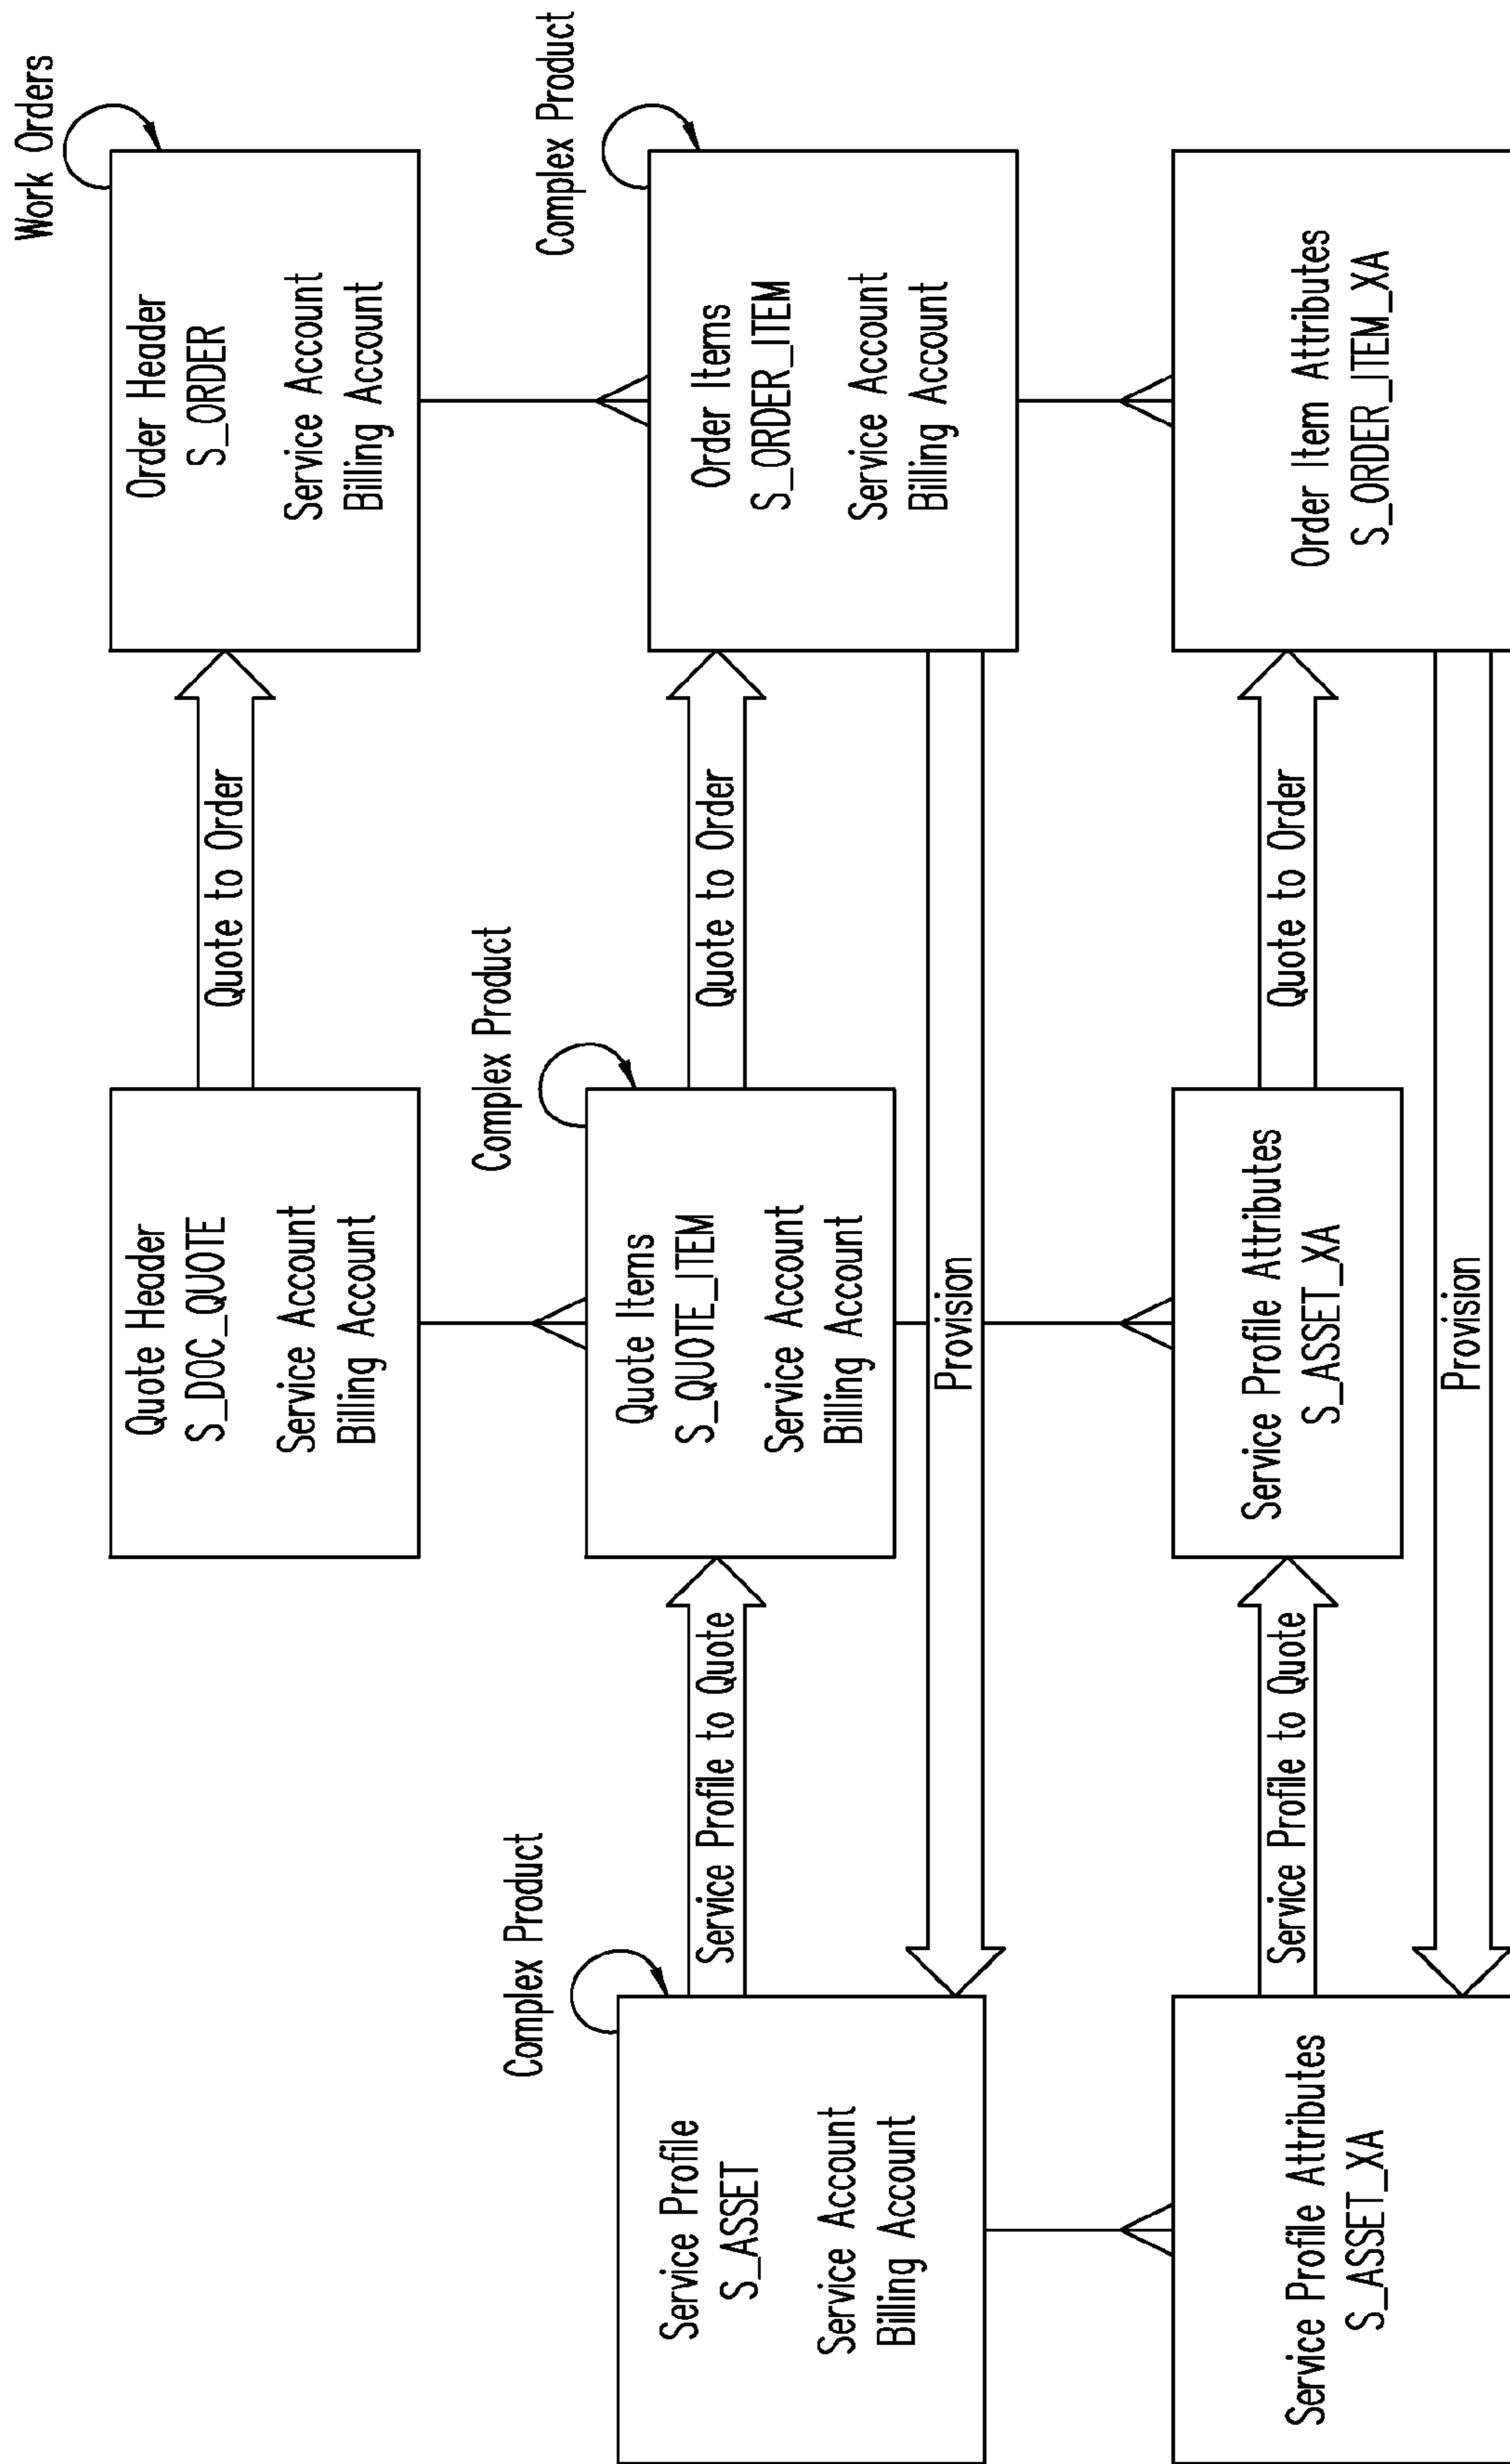 Work Orders
Quote Header
S_DOC_QUOTE
Service Account
Billing Account
Quote to Order
Order Header
S_ORDER
Service Account
Billing Account
Complex Product
Complex Product
Complex Product
Service Profile
S_ASSET
Service Account
Billing Account
Service Profile to Quote
Quote Items
S_QUOTE_ITEM
Service Account
Billing Account
Quote to Order
Order Items
S_ORDER_ITEM
Service Account
Billing Account
Provision
Service Profile Attributes
S_ASSET_XA
Service Profile to Quote
Service Profile Attributes
S_ASSET_XA
Quote to Order
Order Item Attributes
S_ORDER_ITEM_XA
Provision